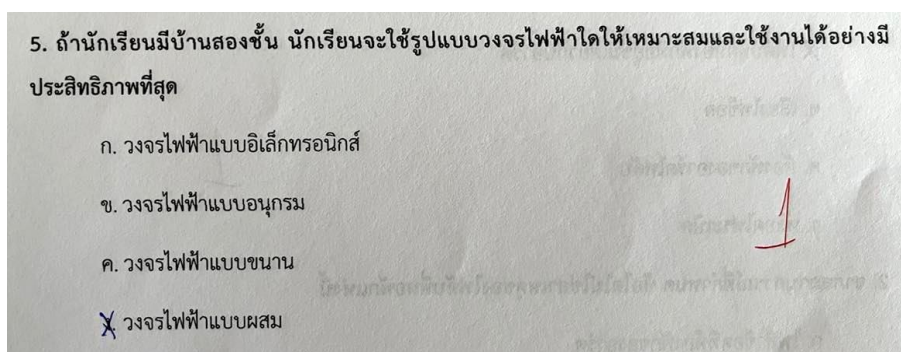 5. ถ้านักเรียนมีบ้านสองชั้น นักเรียนจะใช้รูปแบบวงจรไฟฟ้าใดให้เหมาะสมและใช้งานได้อย่างมี
ประสิทธิภาพที่สุด
ก. วงจรไฟฟ้าแบบอิเล็กทรอนิกส์
ข. วงจรไฟฟ้าแบบอนุกรม
ค. วงจรไฟฟ้าแบบขนาน
วงจรไฟฟ้าแบบผสม
1